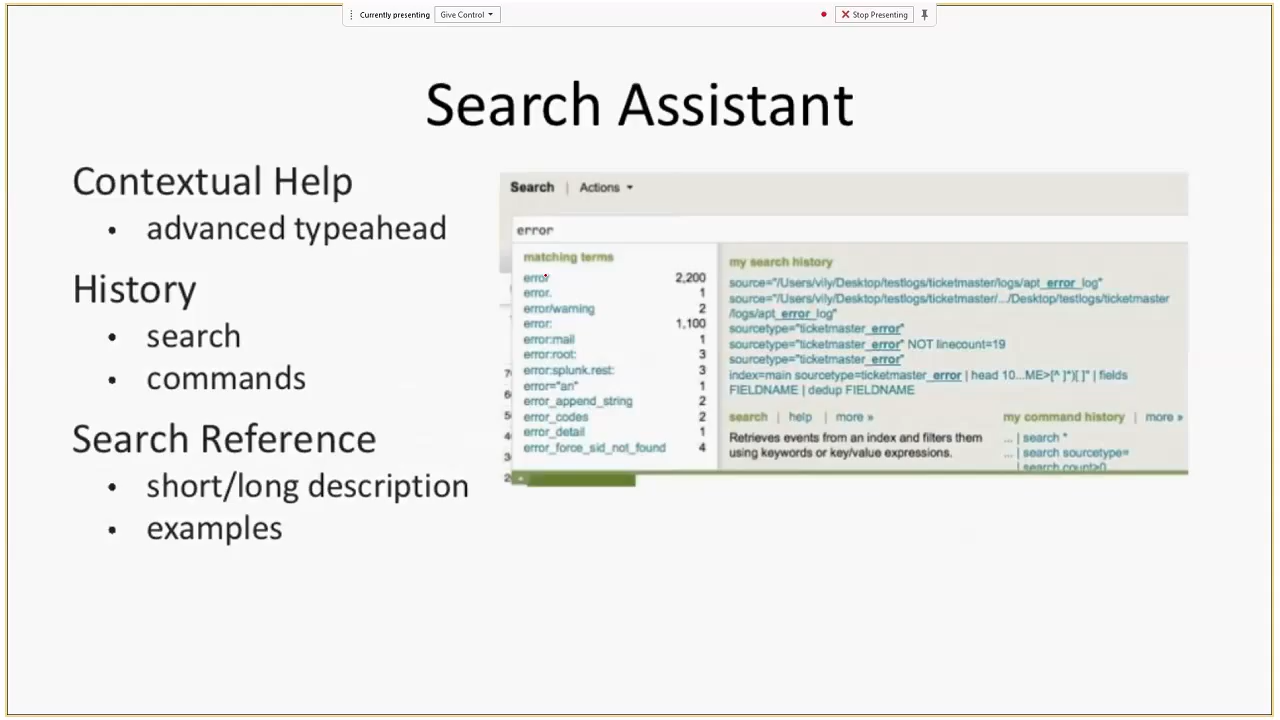 Currently presenting
Give Control
Stop Presenting
Search Assistant
Contextual Help
• advanced typeahead
History
• search
• commands
Search Reference
• short/long description
• examples
Search | Actions
error
matching terms
error 2,200
error. 1
error/warning 2
error: 1,100
error:mail 1
error:root: 3
error:splunk.rest: 3
error="an" 1
error_append_string 2
error_codes 2
error_detail 1
error_force_sid_not_found 4
my search history
source="/Users/vily/Desktop/testlogs/ticketmaster/logs/apt_error_log"
source="/Users/vily/Desktop/testlogs/ticketmaster/.../Desktop/testlogs/ticketmaster
/logs/apt_error_log"
sourcetype="ticketmaster_error"
sourcetype="ticketmaster_error" NOT linecount=19
sourcetype="ticketmaster_error"
index=main sourcetype=ticketmaster_error | head 10...ME>[^ ]*)[ ]" | fields
FIELDNAME | dedup FIELDNAME
search | help | more »
Retrieves events from an index and filters them
using keywords or key/value expressions.
my command history | more »
... | search *
... | search sourcetype=
... | search count>0